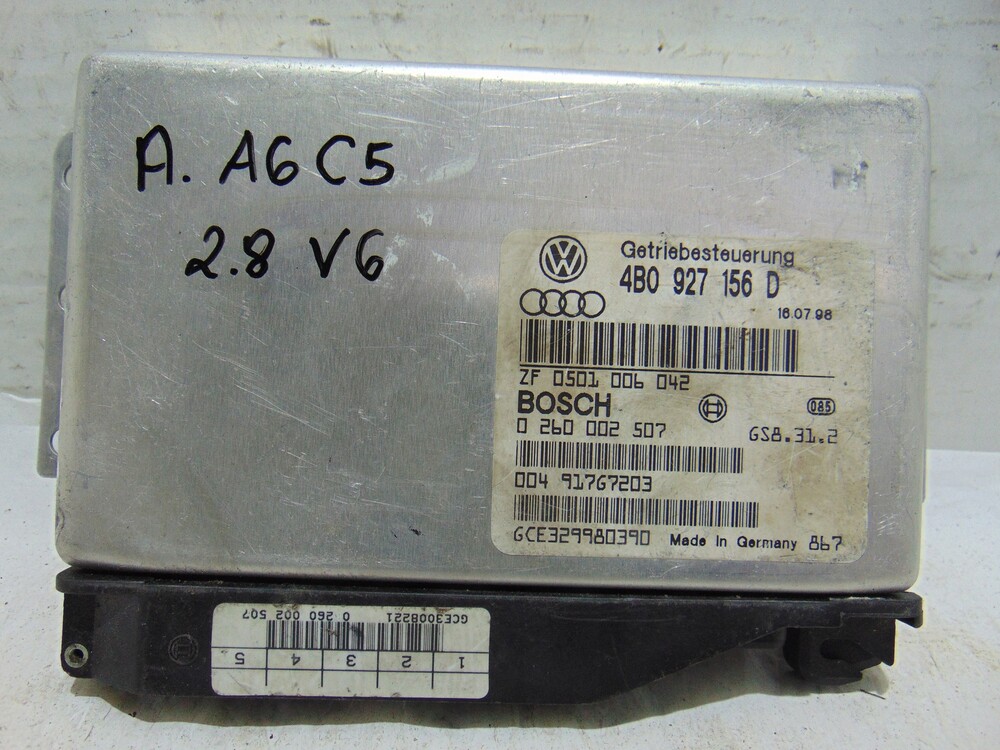 A. A6 C5
2.8 V6
Getriebesteuerung
4B0 927 156 D
16.07.98
ZF 0501 006 042
BOSCH
085
0 260 002 507 GS8.31.2
004 91767203
GCE329980390 Made In Germany 867
1 2 3 4 5
GCE3008221 0 260 002 507